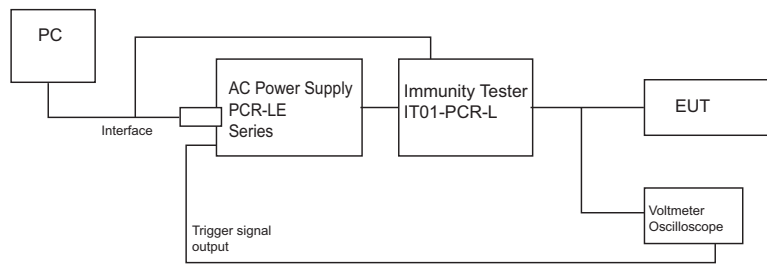 PC
AC Power Supply
PCR-LE
Series
Immunity Tester
IT01-PCR-L
EUT
Interface
Voltmeter
Oscilloscope
Trigger signal
output